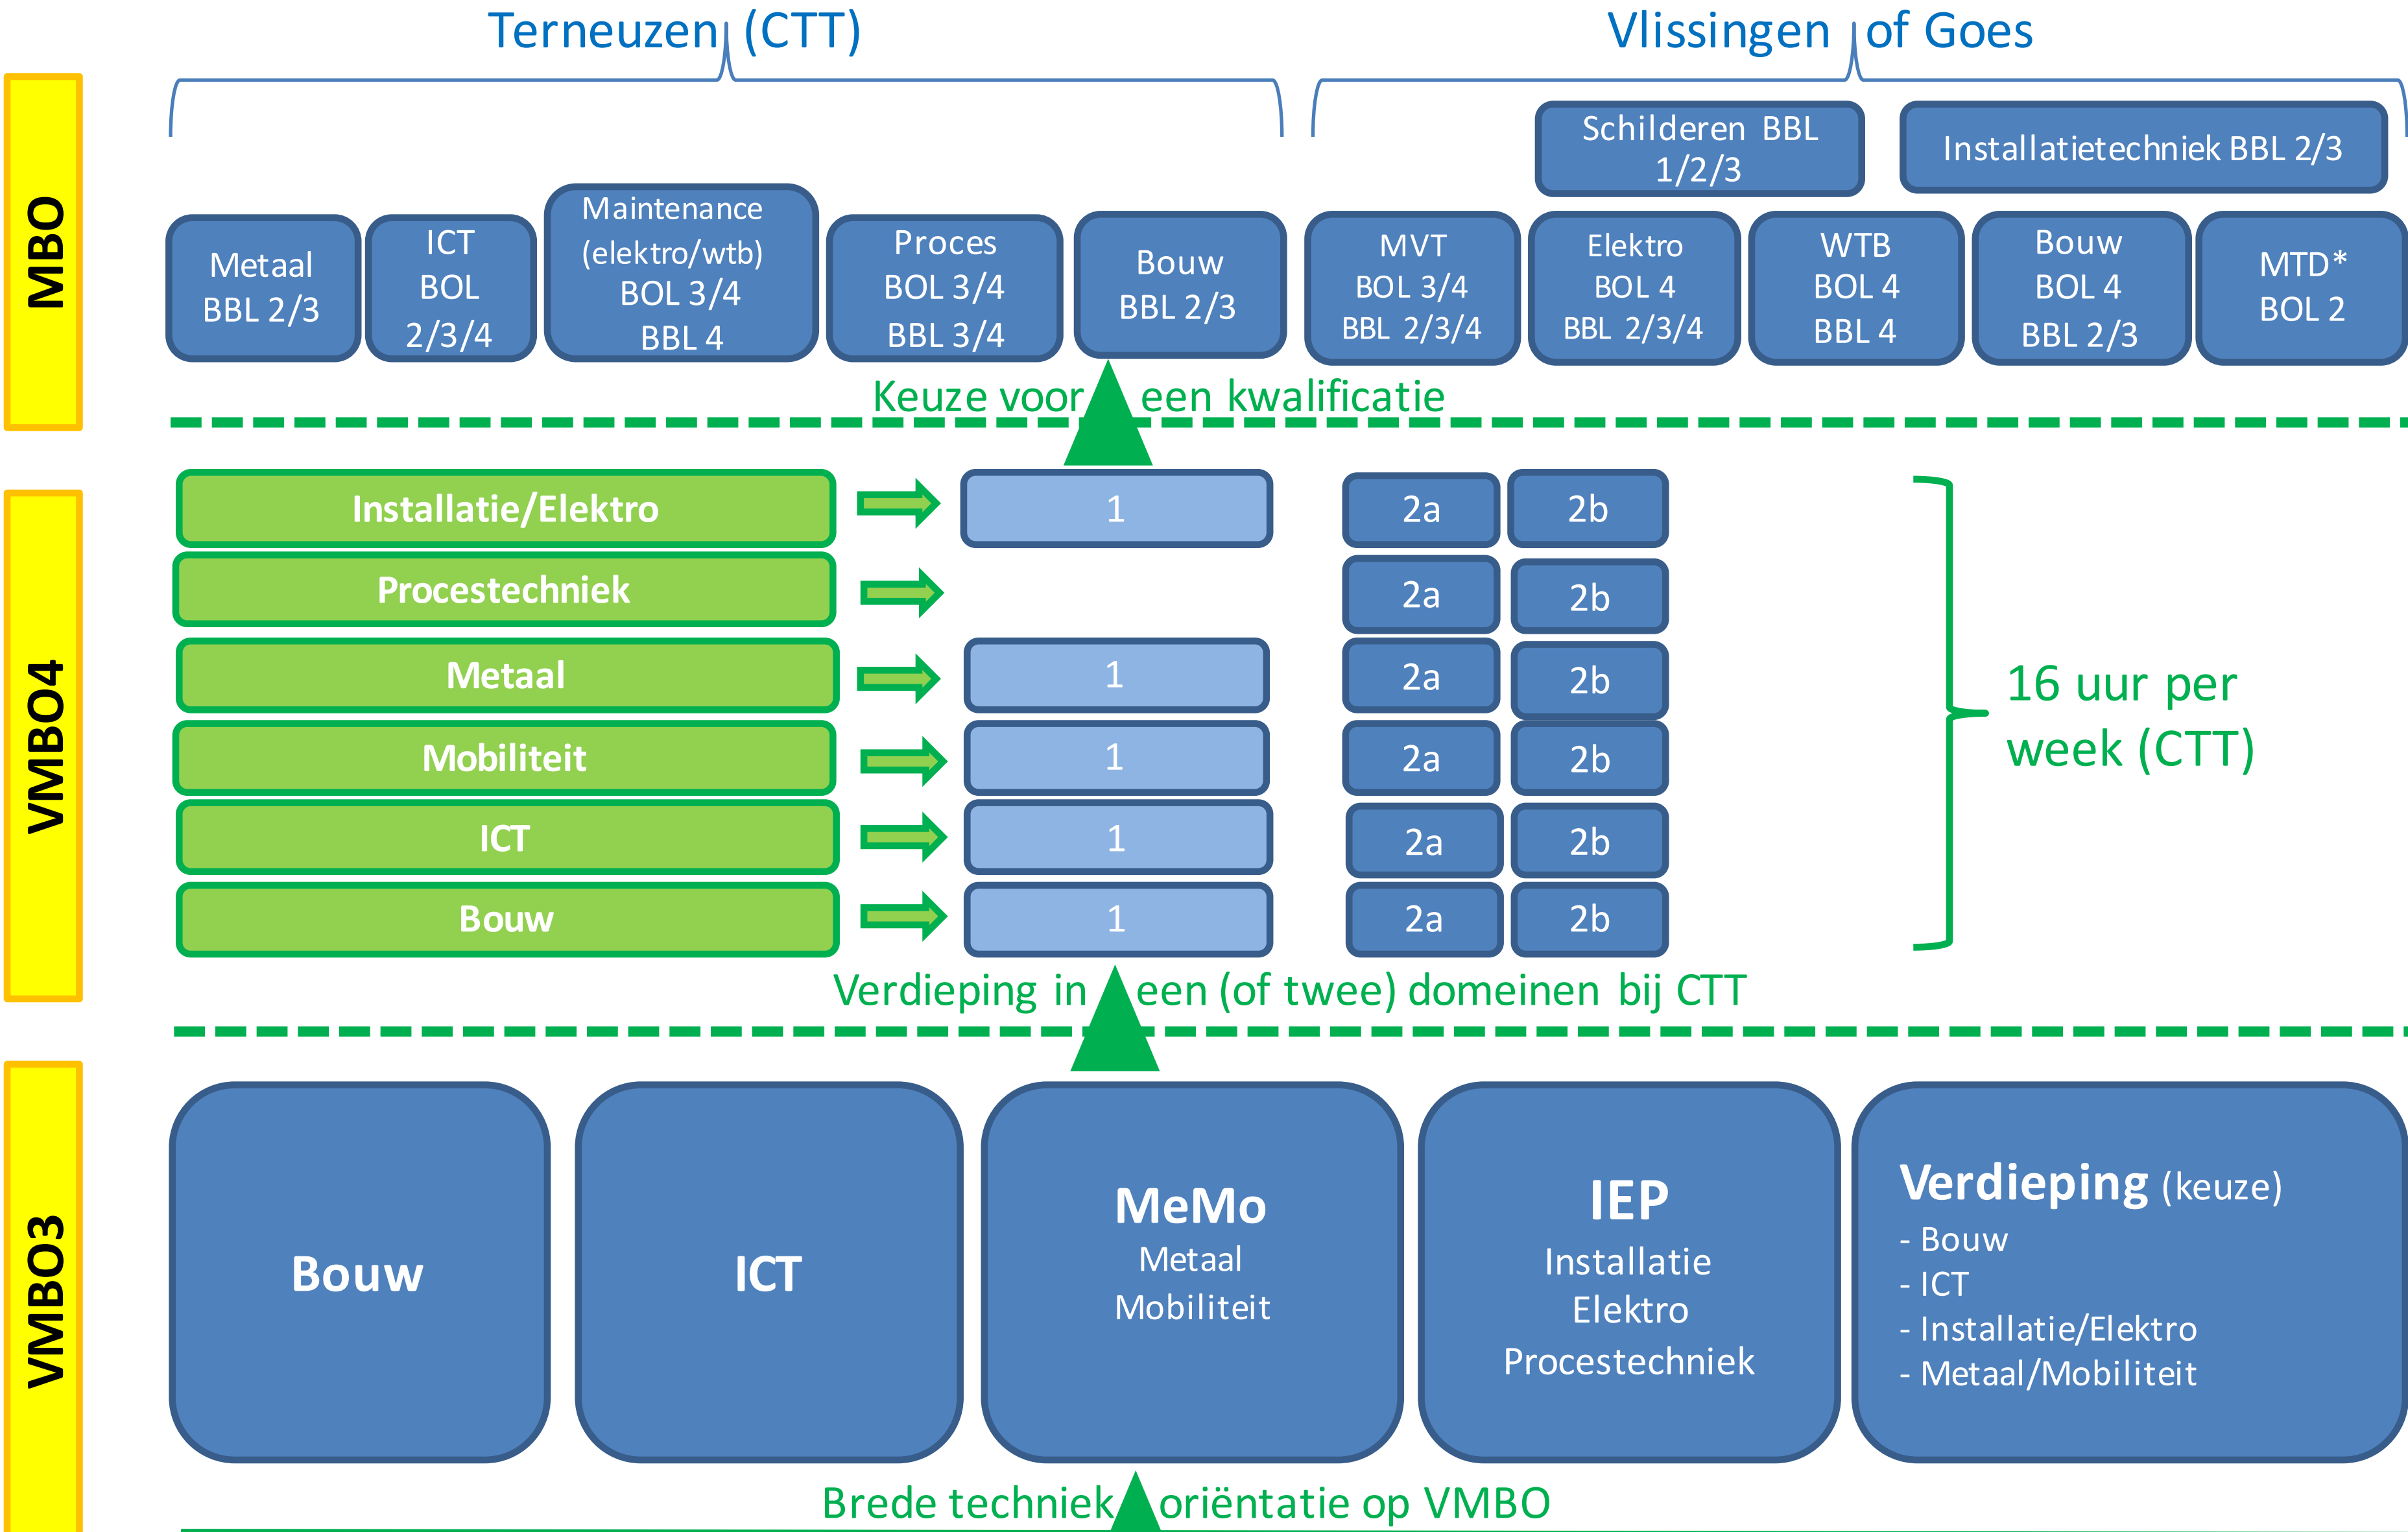 Terneuzen (CTT)
Vlissingen of Goes
MBO
Schilderen BBL
1/2/3
Installatietechniek BBL 2/3
Metaal
BBL 2/3
ICT
BOL
2/3/4
Maintenance
(elektro/wtb)
BOL 3/4
BBL 4
Proces
BOL 3/4
BBL 3/4
Bouw
BBL 2/3
MVT
BOL 3/4
BBL 2/3/4
Elektro
BOL 4
BBL 2/3/4
WTB
BOL 4
BBL 4
Bouw
BOL 4
BBL 2/3
MTD*
BOL 2
Keuze voor een kwalificatie
VMBO4
Installatie/Elektro
1
2a
2b
Procestechniek
2a
2b
Metaal
1
2a
2b
Mobiliteit
1
2a
2b
ICT
1
2a
2b
Bouw
1
2a
2b
16 uur per
week (CTT)
Verdieping in een (of twee) domeinen bij CTT
VMBO3
Bouw
ICT
MeMo
Metaal
Mobiliteit
IEP
Installatie
Elektro
Procestechniek
Verdieping (keuze)
- Bouw
- ICT
- Installatie/Elektro
- Metaal/Mobiliteit
Brede techniek oriëntatie op VMBO